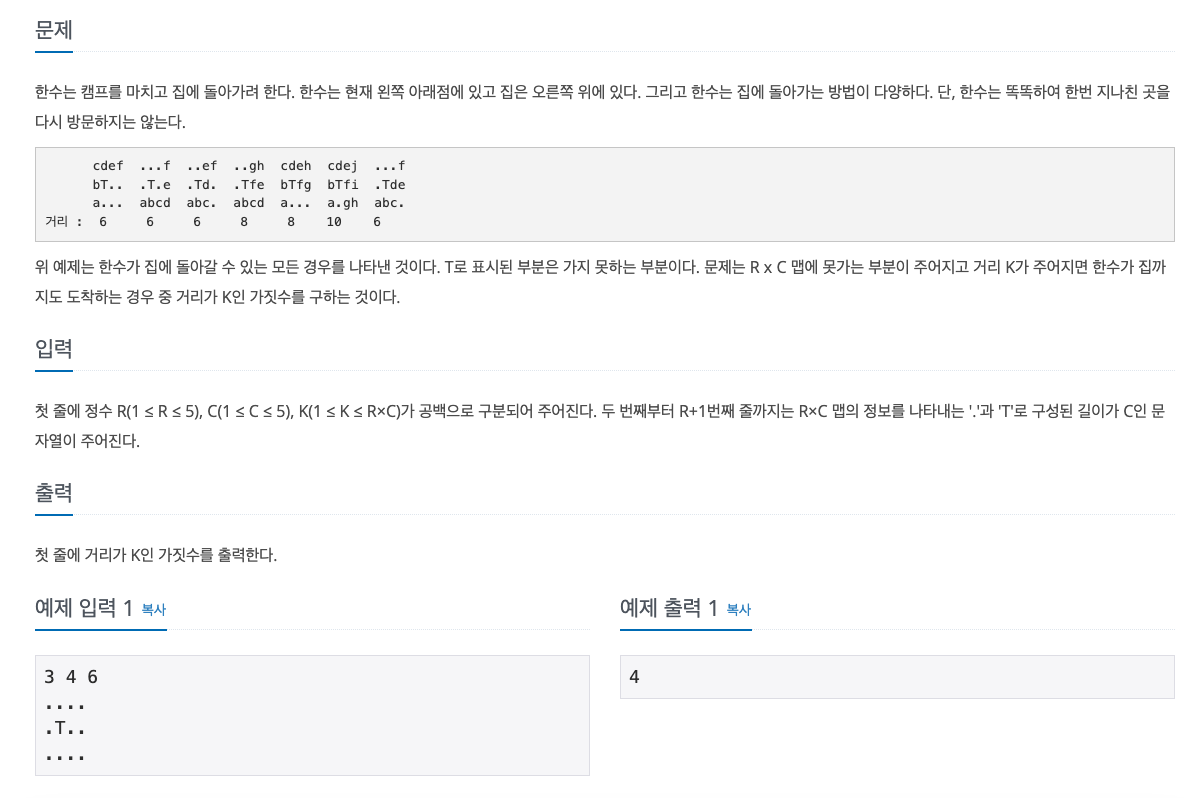 문제
한수는 캠프를 마치고 집에 돌아가려 한다. 한수는 현재 왼쪽 아래점에 있고 집은 오른쪽 위에 있다. 그리고 한수는 집에 돌아가는 방법이 다양하다. 단, 한수는 똑똑하여 한번 지나친 곳을
다시 방문하지는 않는다.
cdef ...f ..ef ..gh cdeh cdej ...f
bT.. .T.e .Td. .Tfe bTfg bTfi .Tde
a... abcd abc. abcd a... a.gh abc.
거리 : 6 6 6 8 8 10 6
위 예제는 한수가 집에 돌아갈 수 있는 모든 경우를 나타낸 것이다. T로 표시된 부분은 가지 못하는 부분이다. 문제는 R x C 맵에 못가는 부분이 주어지고 거리 K가 주어지면 한수가 집까
지도 도착하는 경우 중 거리가 K인 가짓수를 구하는 것이다.
입력
첫 줄에 정수 R(1 ≤ R ≤ 5), C(1 ≤ C ≤ 5), K(1 ≤ K ≤ R×C)가 공백으로 구분되어 주어진다. 두 번째부터 R+1번째 줄까지는 R×C 맵의 정보를 나타내는 '.'과 'T'로 구성된 길이가 C인 문
자열이 주어진다.
출력
첫 줄에 거리가 K인 가짓수를 출력한다.
예제 입력 1 복사
3 4 6
....
.T..
....
예제 출력 1 복사
4